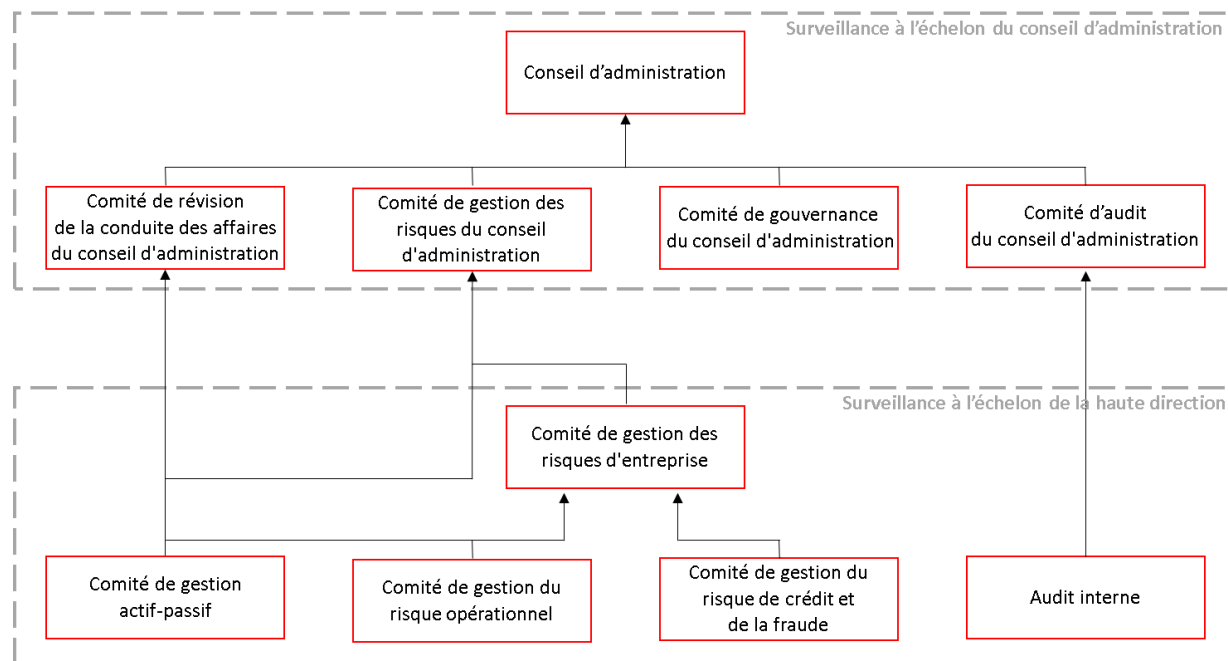 Surveillance à l’échelon du conseil d’administration
Conseil d’administration
Comité de révision
de la conduite des affaires
du conseil d'administration
Comité de gestion des
risques du conseil
d'administration
Comité de gouvernance
du conseil d'administration
Comité d’audit
du conseil d'administration
Surveillance à l’échelon de la haute direction
Comité de gestion des
risques d'entreprise
Comité de gestion
actif-passif
Comité de gestion du
risque opérationnel
Comité de gestion du
risque de crédit et
de la fraude
Audit interne